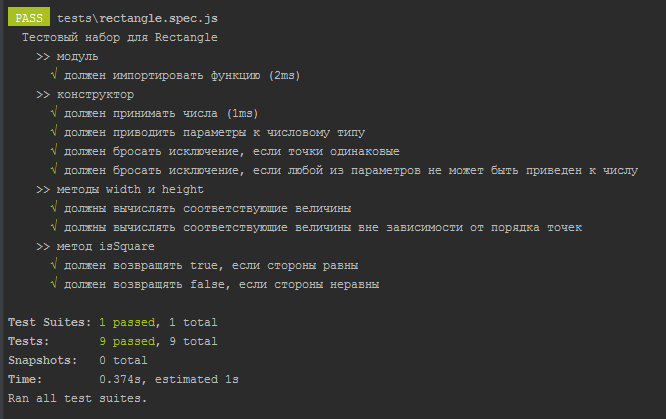 PASS tests\rectangle.spec.js
Тестовый набор для Rectangle
>> модуль
√ должен импортировать функцию (2ms)
>> конструктор
√ должен принимать числа (1ms)
√ должен приводить параметры к числовому типу
√ должен бросать исключение, если точки одинаковые
√ должен бросать исключение, если любой из параметров не может быть приведен к числу
>> методы width и height
√ должны вычислять соответствующие величины
√ должны вычислять соответствующие величины вне зависимости от порядка точек
>> метод isSquare
√ должен возвращать true, если стороны равны
√ должен возвращать false, если стороны неравны
Test Suites: 1 passed, 1 total
Tests: 9 passed, 9 total
Snapshots: 0 total
Time: 0.374s, estimated 1s
Ran all test suites.